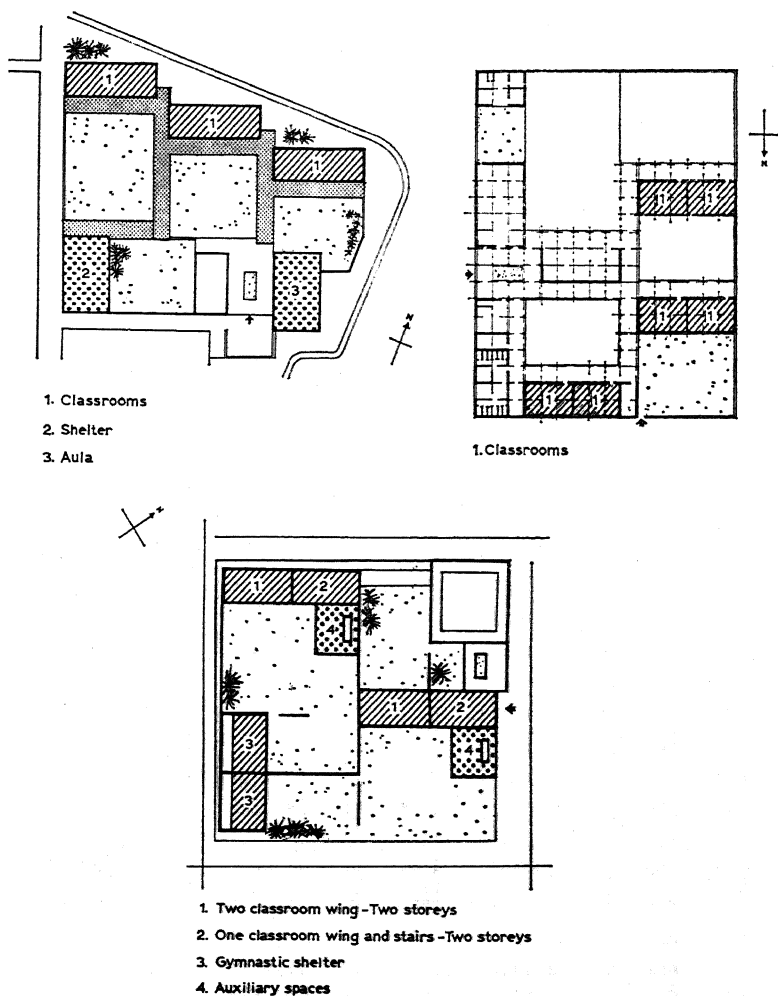 1
1
1
2
3
N
1. Classrooms
2. Shelter
3. Aula
1 1
1 1
1 1
N
1. Classrooms
N
1 2
4
1 2
4
3
3
1. Two classroom wing-Two storeys
2. One classroom wing and stairs-Two storeys
3. Gymnastic shelter
4. Auxiliary spaces